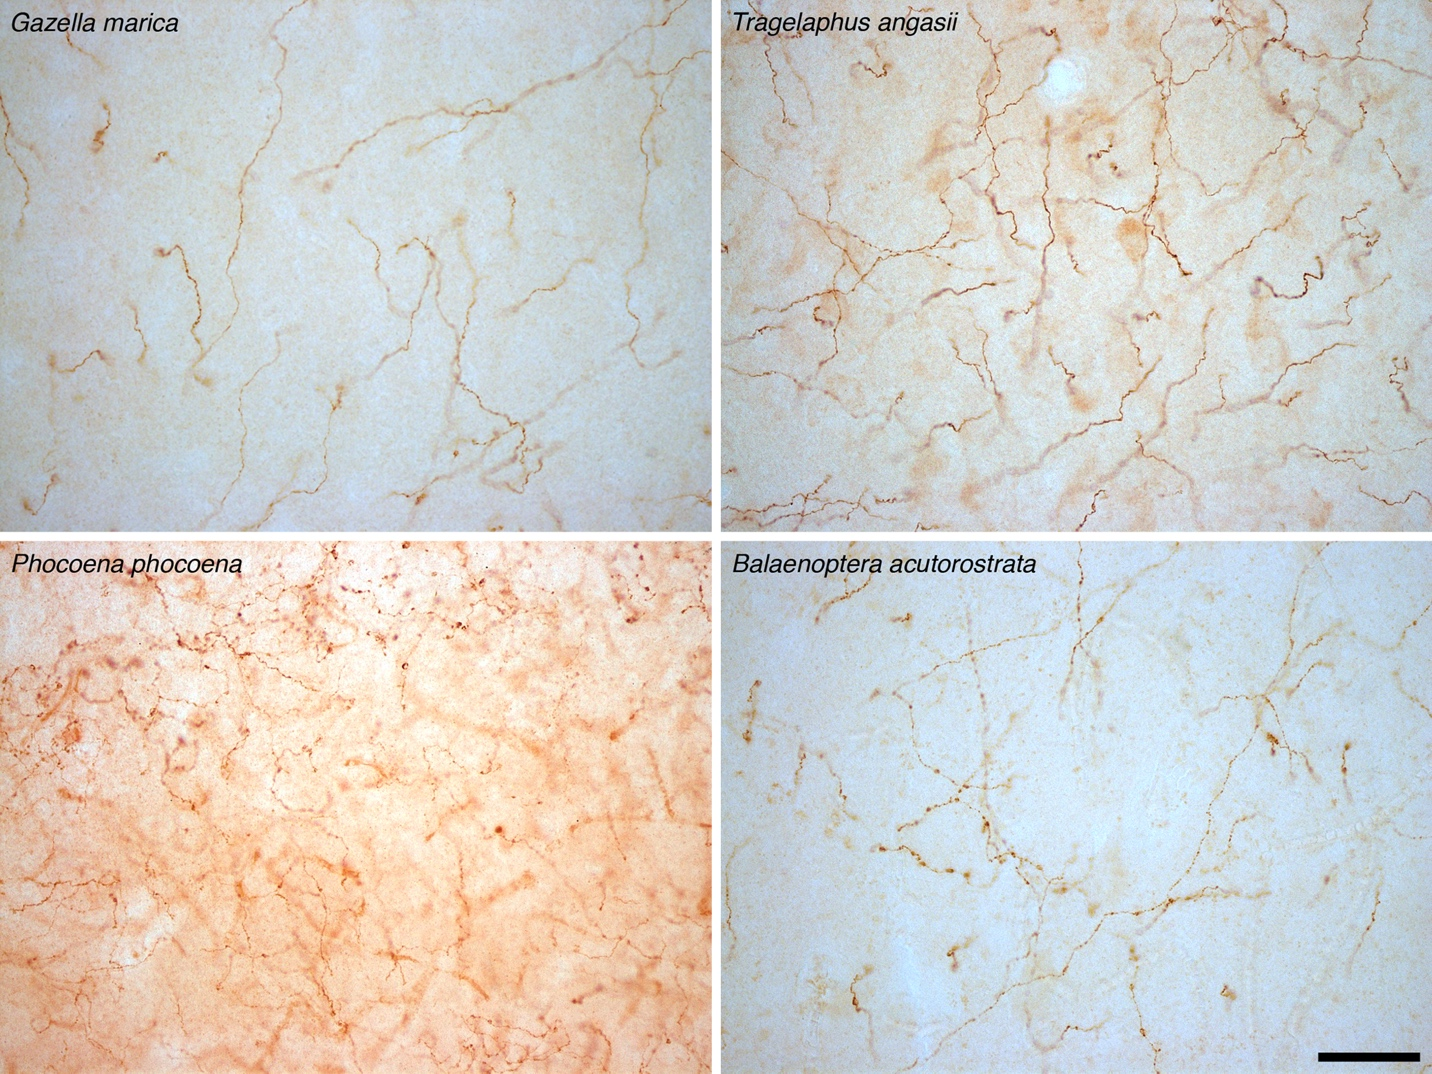 Gazella marica
Tragelaphus angasii
Phocoena phocoena
Balaenoptera acutorostrata